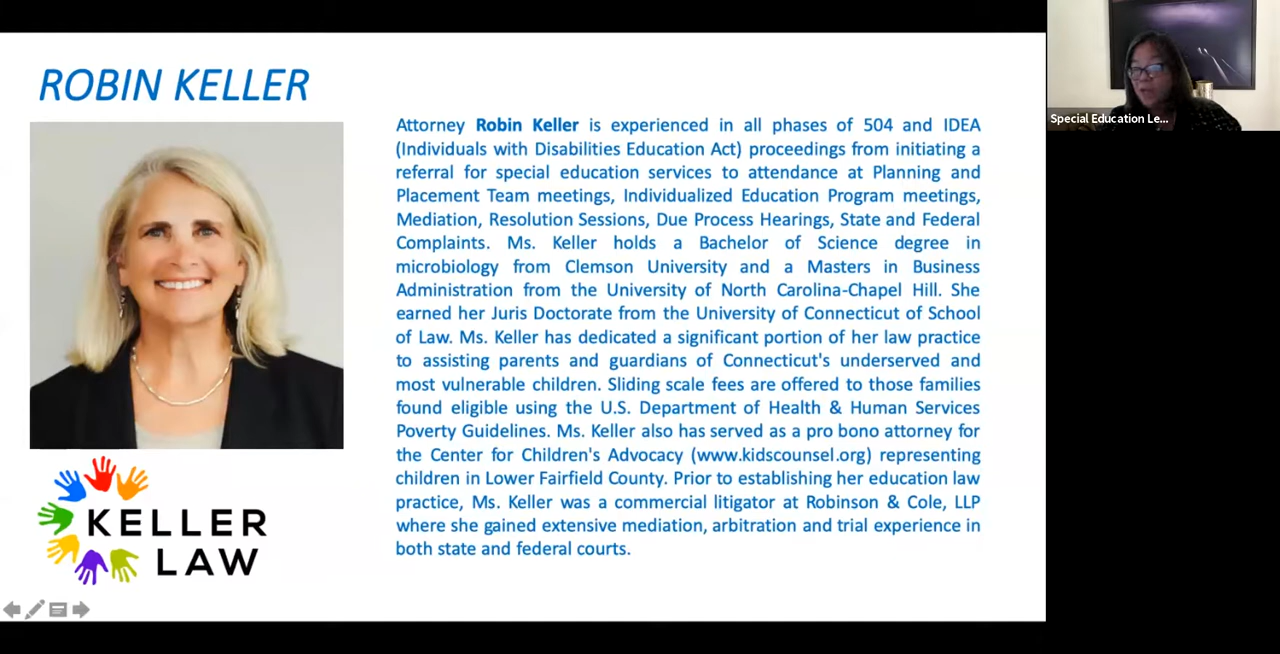 ROBIN KELLER
Attorney Robin Keller is experienced in all phases of 504 and IDEA
(Individuals with Disabilities Education Act) proceedings from initiating a
referral for special education services to attendance at Planning and
Placement Team meetings, Individualized Education Program meetings,
Mediation, Resolution Sessions, Due Process Hearings, State and Federal
Complaints. Ms. Keller holds a Bachelor of Science degree in
microbiology from Clemson University and a Masters in Business
Administration from the University of North Carolina-Chapel Hill. She
earned her Juris Doctorate from the University of Connecticut of School
of Law. Ms. Keller has dedicated a significant portion of her law practice
to assisting parents and guardians of Connecticut's underserved and
most vulnerable children. Sliding scale fees are offered to those families
found eligible using the U.S. Department of Health & Human Services
Poverty Guidelines. Ms. Keller also has served as a pro bono attorney for
the Center for Children's Advocacy (www.kidscounsel.org) representing
children in Lower Fairfield County. Prior to establishing her education law
practice, Ms. Keller was a commercial litigator at Robinson & Cole, LLP
where she gained extensive mediation, arbitration and trial experience in
both state and federal courts.
KELLER
LAW
Special Education Le...